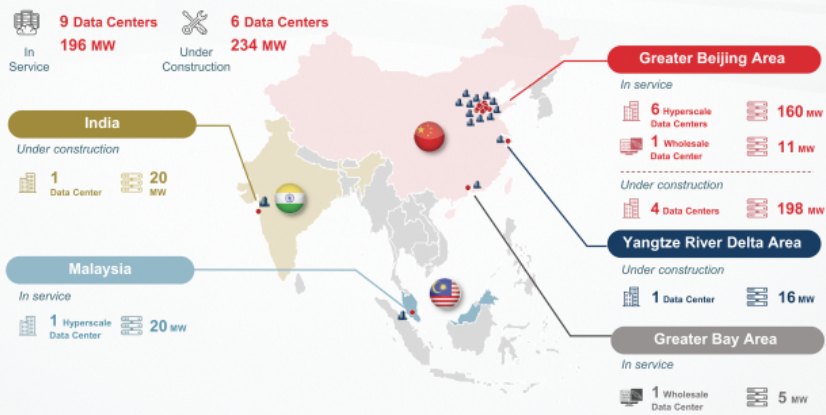 9 Data Centers
196 MW
In
Service
6 Data Centers
234 MW
Under
Construction
Greater Beijing Area
In service
6 Hyperscale
Data Centers
160 MW
1 Wholesale
Data Center
11 MW
Under construction
4 Data Centers
198 MW
India
Under construction
1
Data Center
20
MW
Yangtze River Delta Area
Under construction
1 Data Center
16 MW
Malaysia
In service
1 Hyperscale
Data Center
20 MW
Greater Bay Area
In service
1 Wholesale
Data Center
5 MW